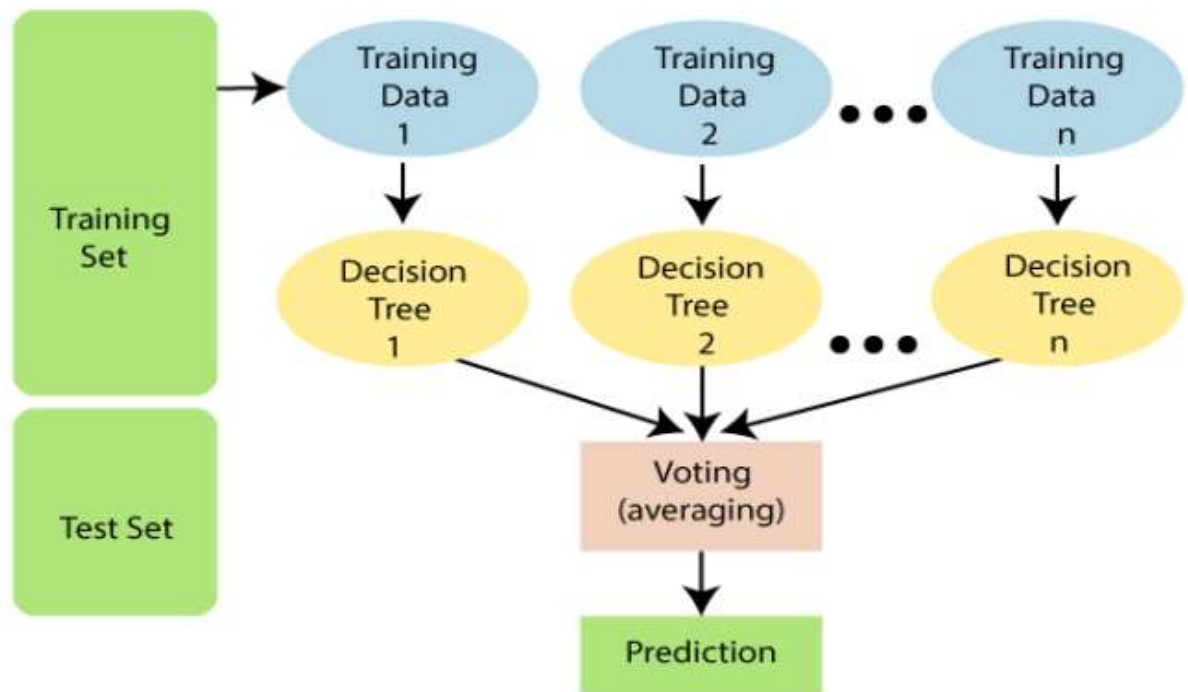 Training
Set
Test Set
Training
Data
1
Training
Data
2
Training
Data
n
Decision
Tree
1
Decision
Tree
2
Decision
Tree
n
Voting
(averaging)
Prediction